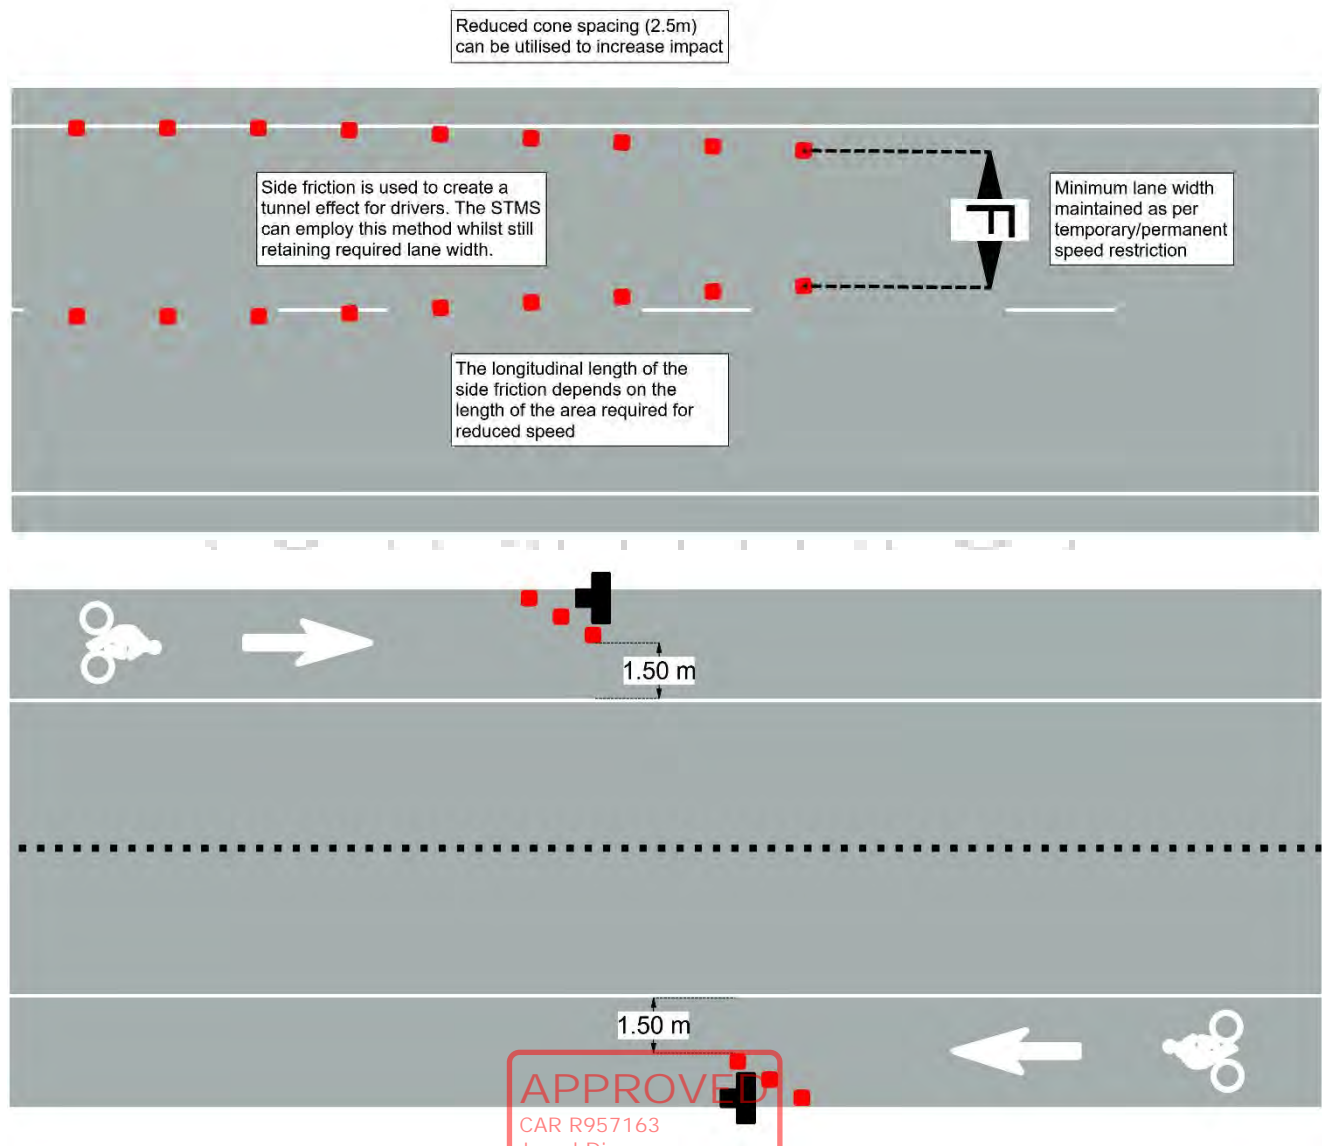 Reduced cone spacing (2.5m)
can be utilised to increase impact
Side friction is used to create a
tunnel effect for drivers. The STMS
can employ this method whilst still
retaining required lane width.
F
Minimum lane width
maintained as per
temporary/permanent
speed restriction
The longitudinal length of the
side friction depends on the
length of the area required for
reduced speed
1.50 m
1.50 m
APPROVED
CAR R957163